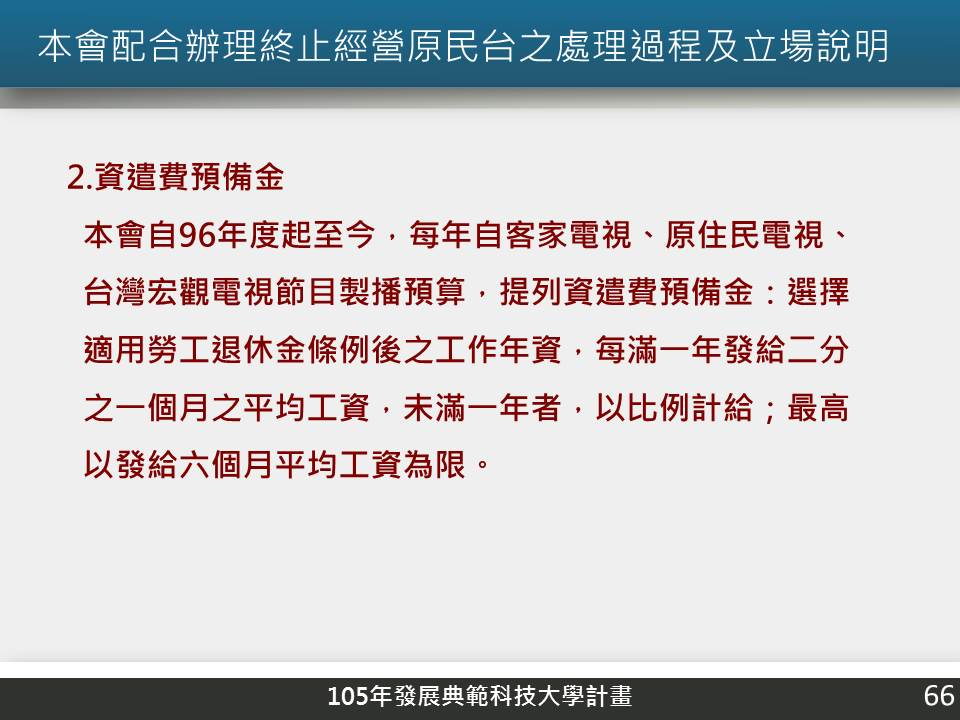 本會配合辦理終止經營原民台之處理過程及立場說明
2.資遣費預備金
本會自96年度起至今，每年自客家電視、原住民電視、
台灣宏觀電視節目製播預算，提列資遣費預備金：選擇
適用勞工退休金條例後之工作年資，每滿一年發給二分
之一個月之平均工資，未滿一年者，以比例計給；最高
以發給六個月平均工資為限。
105年發展典範科技大學計畫
66